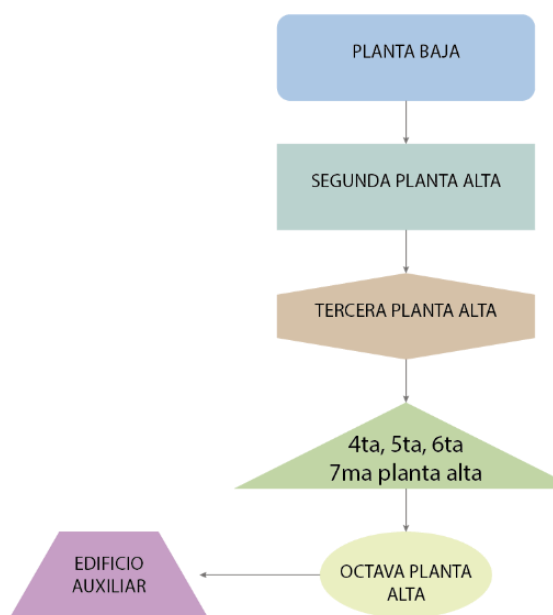 PLANTA BAJA
SEGUNDA PLANTA ALTA
TERCERA PLANTA ALTA
4ta, 5ta, 6ta
7ma planta alta
OCTAVA PLANTA
ALTA
EDIFICIO
AUXILIAR